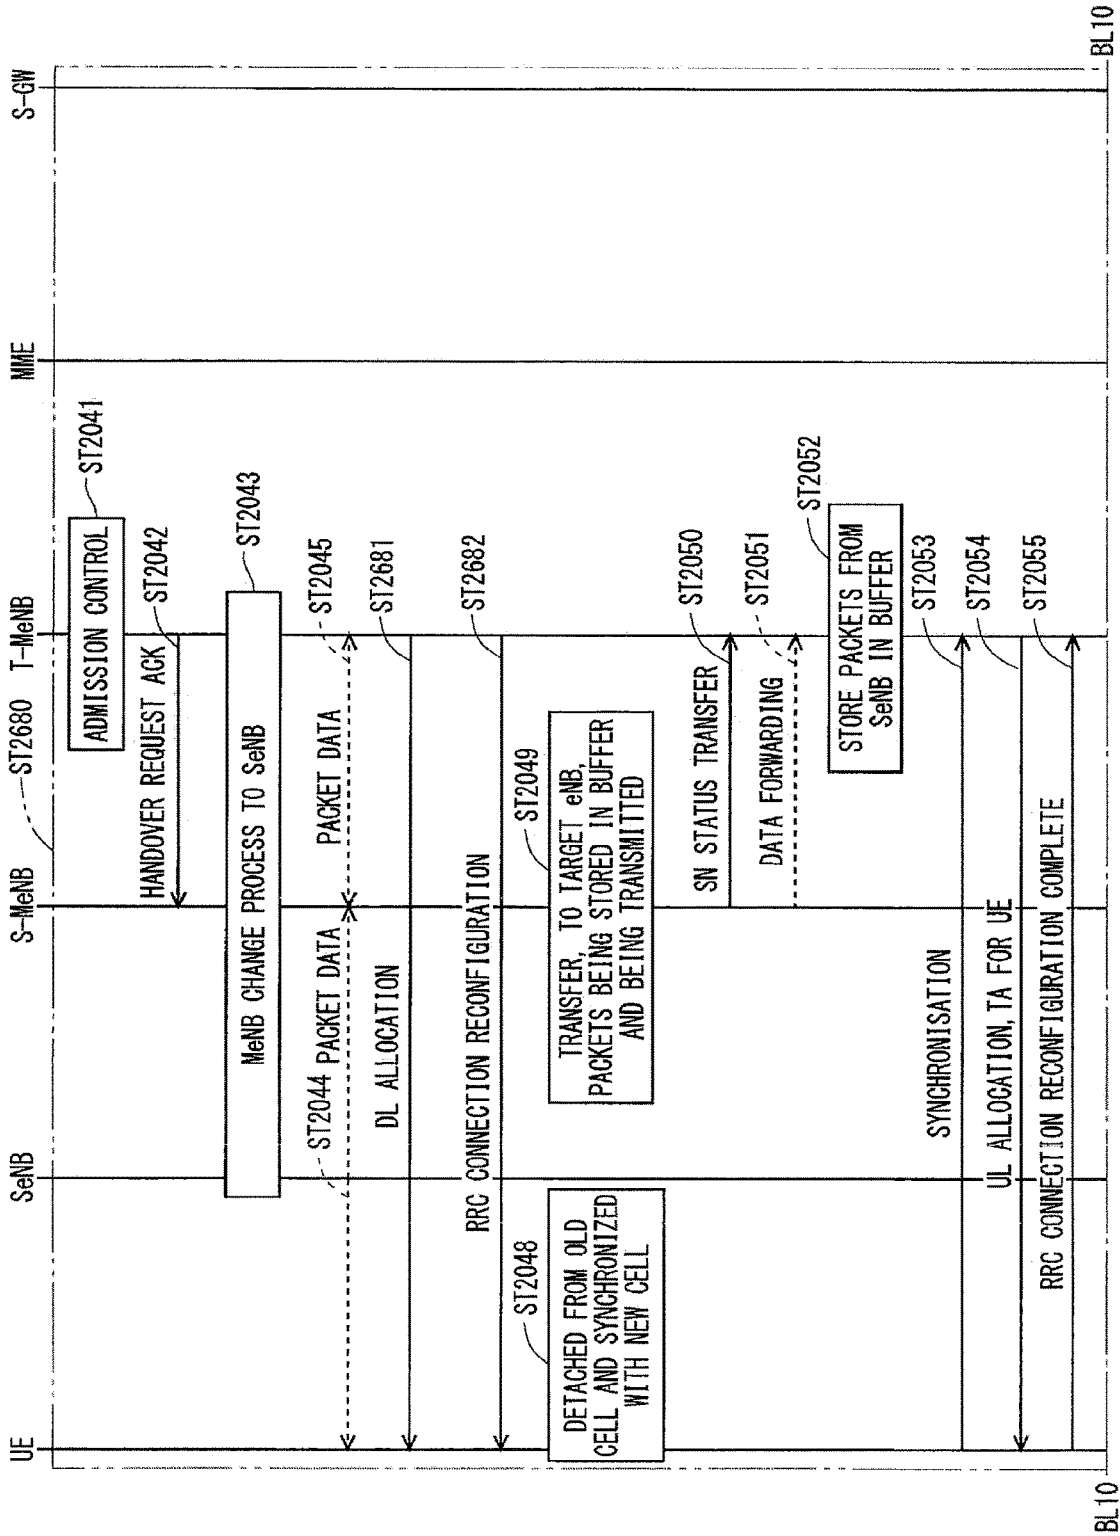 UE
SeNB
S-MeNB
ST2680
T-MeNB
MME
S-GW
ADMISSION CONTROL
ST2041
HANDOVER REQUEST ACK
ST2042
MeNB CHANGE PROCESS TO SeNB
ST2043
ST2044
PACKET DATA
PACKET DATA
ST2045
DL ALLOCATION
ST2681
RRC CONNECTION RECONFIGURATION
ST2682
ST2048
DETACHED FROM OLD
CELL AND SYNCHRONIZED
WITH NEW CELL
ST2049
TRANSFER, TO TARGET eNB,
PACKETS BEING STORED IN BUFFER
AND BEING TRANSMITTED
SN STATUS TRANSFER
ST2050
DATA FORWARDING
ST2051
ST2052
STORE PACKETS FROM
SeNB IN BUFFER
SYNCHRONISATION
ST2053
UL ALLOCATION, TA FOR UE
ST2054
RRC CONNECTION RECONFIGURATION COMPLETE
ST2055
BL10
BL10